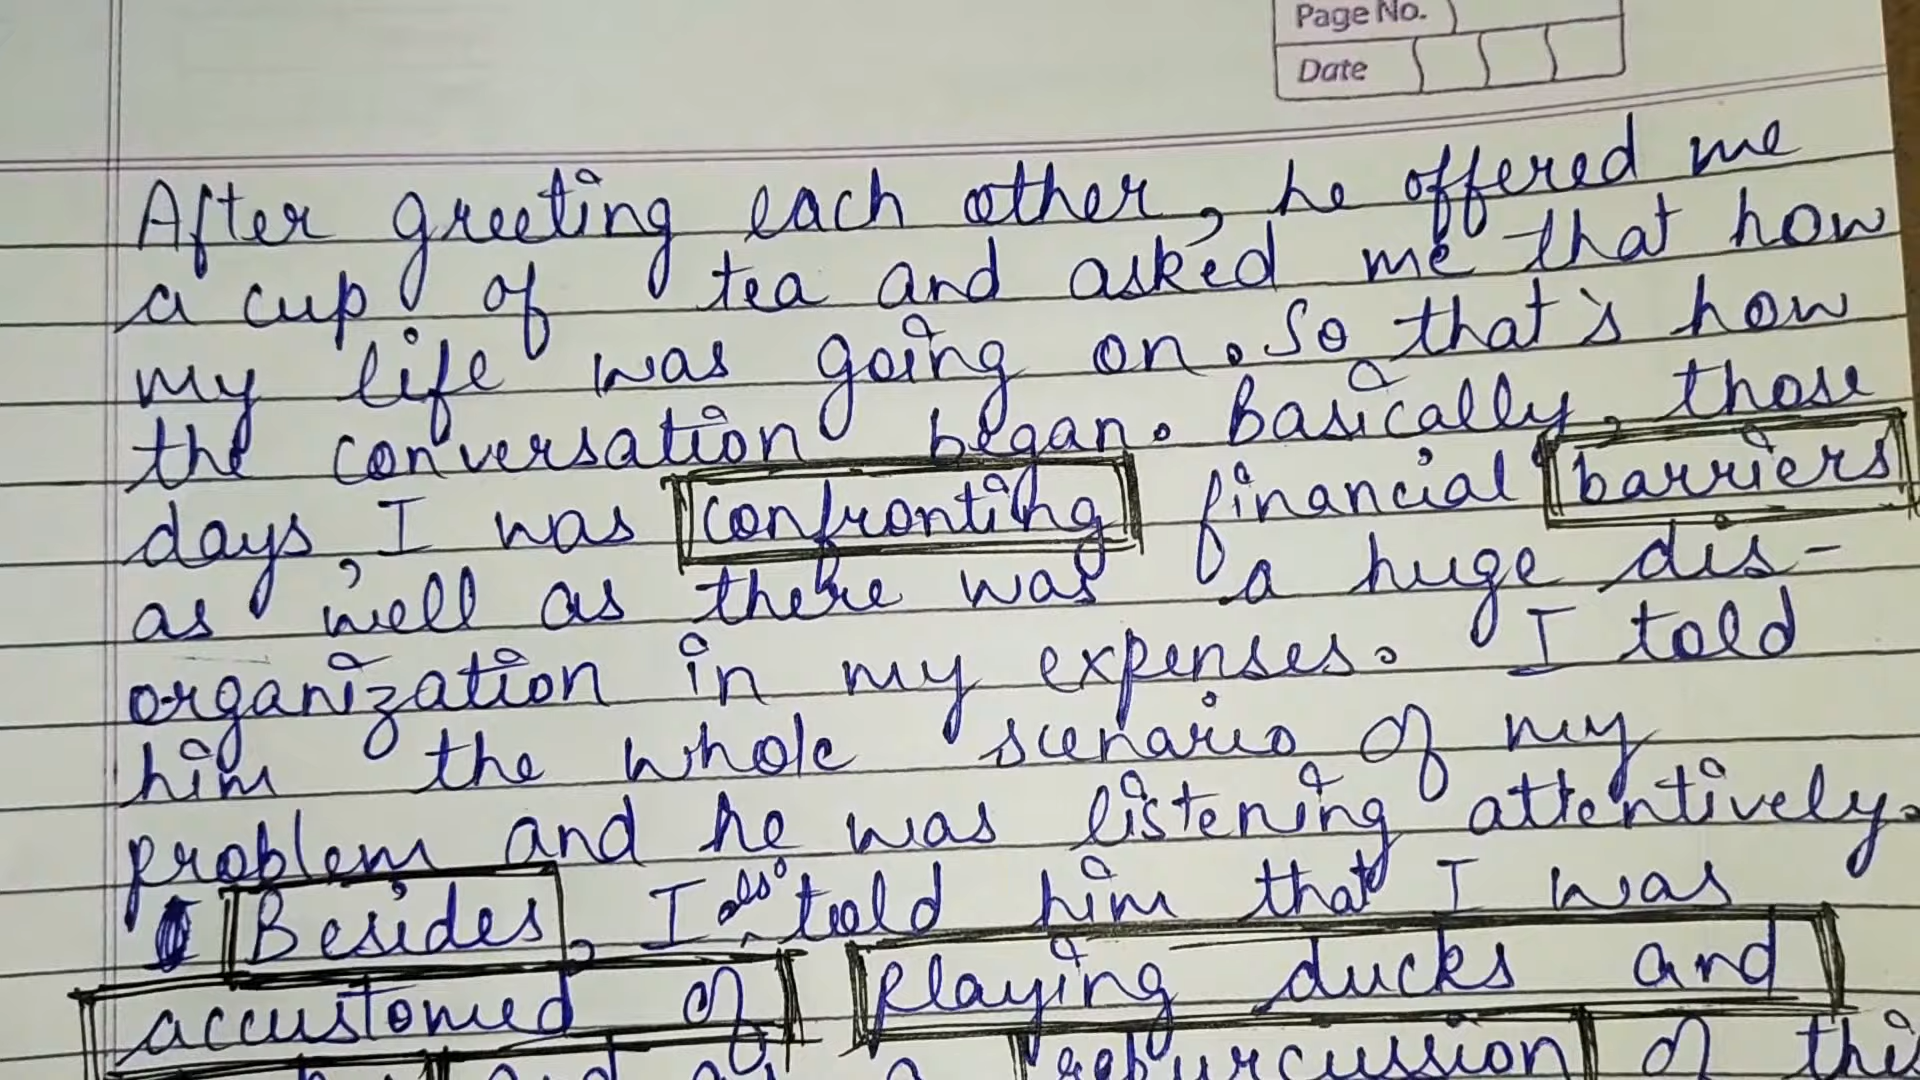 Page No.
Date
After greeting each other, he offered me
a cup of tea and asked me that how
my life was going on. So that's how
the conversation began. Basically, those
days, I was confronting financial barriers
as well as there was a huge dis-
organization in my expenses. I told
him the whole scenario of my
problem and he was listening attentively.
Besides, I also told him that I was
accustomed of playing ducks and
repurcussion of this